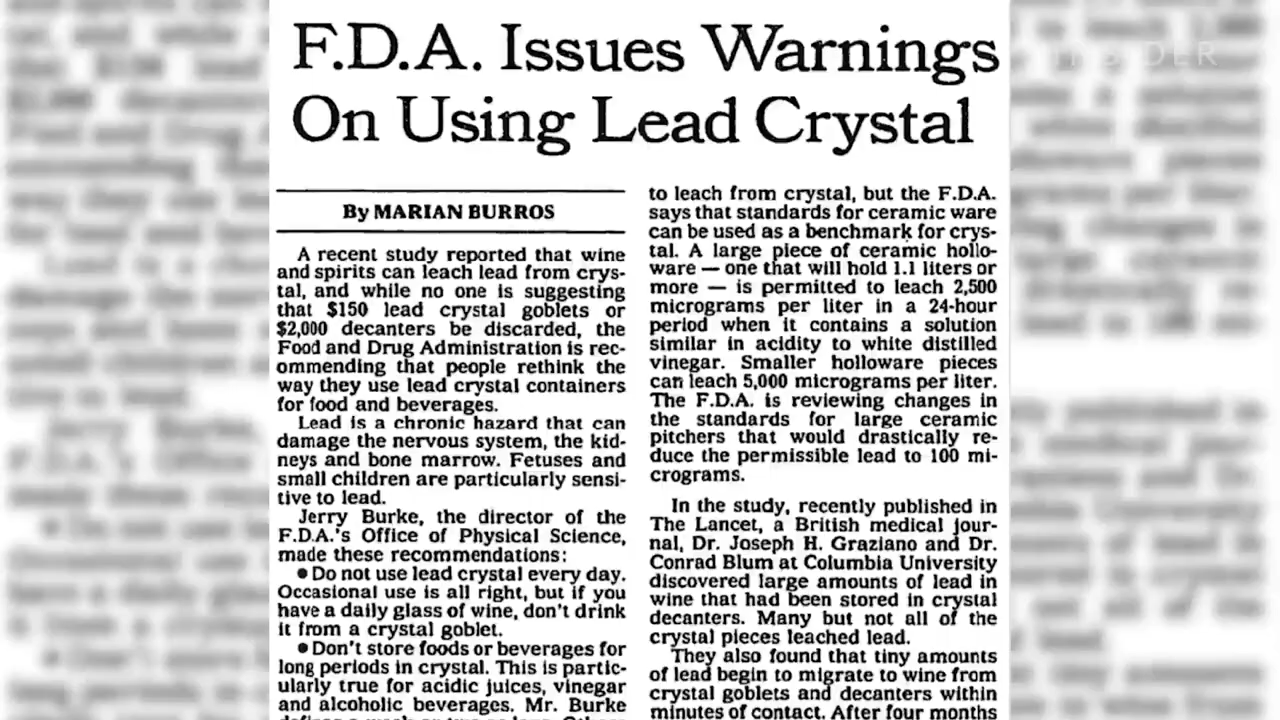 F.D.A. Issues Warnings
On Using Lead Crystal
By MARIAN BURROS
A recent study reported that wine
and spirits can leach lead from crys-
tal, and while no one is suggesting
that $150 lead crystal goblets or
$2,000 decanters be discarded, the
Food and Drug Administration is rec-
ommending that people rethink the
way they use lead crystal containers
for food and beverages.
Lead is a chronic hazard that can
damage the nervous system, the kid-
neys and bone marrow. Fetuses and
small children are particularly sensi-
tive to lead.
Jerry Burke, the director of the
F.D.A.'s Office of Physical Science,
made these recommendations:
• Do not use lead crystal every day.
Occasional use is all right, but if you
have a daily glass of wine, don't drink
it from a crystal goblet.
• Don't store foods or beverages for
long periods in crystal. This is partic-
ularly true for acidic juices, vinegar
and alcoholic beverages. Mr. Burke
to leach from crystal, but the F.D.A.
says that standards for ceramic ware
can be used as a benchmark for crys-
tal. A large piece of ceramic hollo-
ware — one that will hold 1.1 liters or
more — is permitted to leach 2,500
micrograms per liter in a 24-hour
period when it contains a solution
similar in acidity to white distilled
vinegar. Smaller holloware pieces
can leach 5,000 micrograms per liter.
The F.D.A. is reviewing changes in
the standards for large ceramic
pitchers that would drastically re-
duce the permissible lead to 100 mi-
crograms.
In the study, recently published in
The Lancet, a British medical jour-
nal, Dr. Joseph H. Graziano and Dr.
Conrad Blum at Columbia University
discovered large amounts of lead in
wine that had been stored in crystal
decanters. Many but not all of the
crystal pieces leached lead.
They also found that tiny amounts
of lead begin to migrate to wine from
crystal goblets and decanters within
minutes of contact. After four months
INSIDER